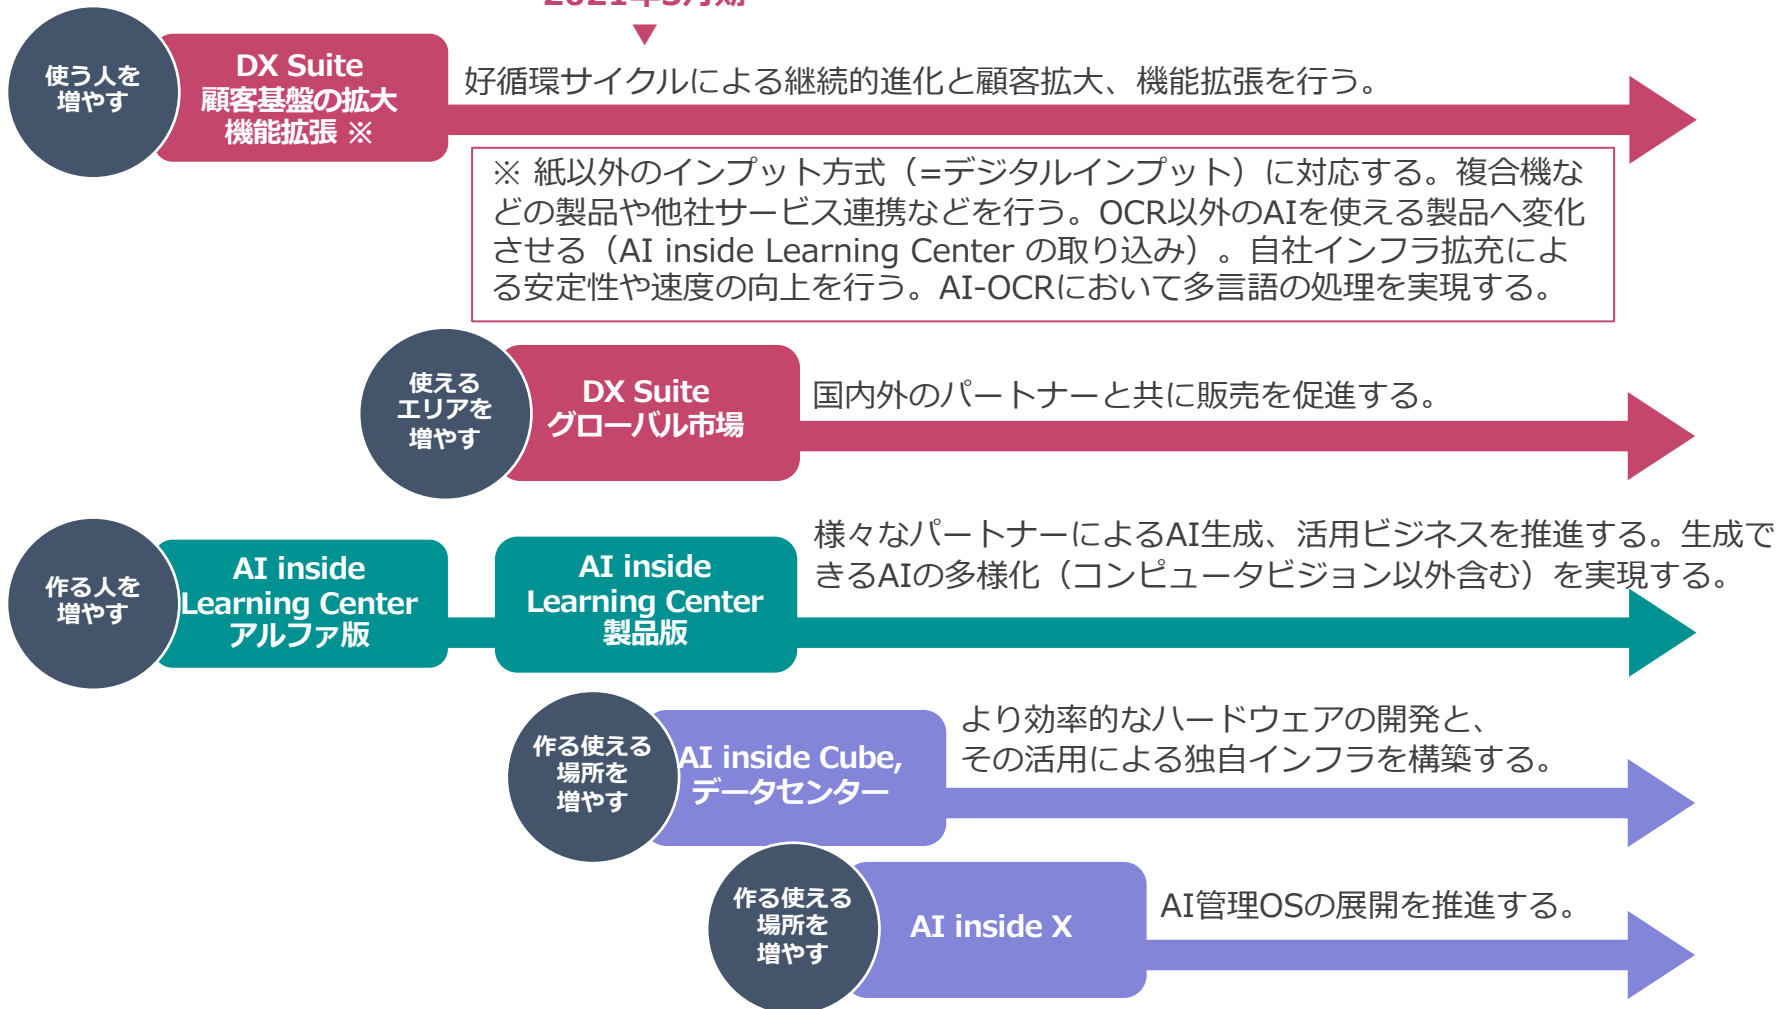 2021年3月期
使う人を
増やす
DX Suite
顧客基盤の拡大
機能拡張 ※
好循環サイクルによる継続的進化と顧客拡大、機能拡張を行う。
※ 紙以外のインプット方式（=デジタルインプット）に対応する。複合機な
どの製品や他社サービス連携などを行う。OCR以外のAIを使える製品へ変化
させる（AI inside Learning Center の取り込み）。自社インフラ拡充によ
る安定性や速度の向上を行う。AI-OCRにおいて多言語の処理を実現する。
使える
エリアを
増やす
DX Suite
グローバル市場
国内外のパートナーと共に販売を促進する。
作る人を
増やす
AI inside
Learning Center
アルファ版
AI inside
Learning Center
製品版
様々なパートナーによるAI生成、活用ビジネスを推進する。生成で
きるAIの多様化（コンピュータビジョン以外含む）を実現する。
作る使える
場所を
増やす
AI inside Cube,
データセンター
より効率的なハードウェアの開発と、
その活用による独自インフラを構築する。
作る使える
場所を
増やす
AI inside X
AI管理OSの展開を推進する。